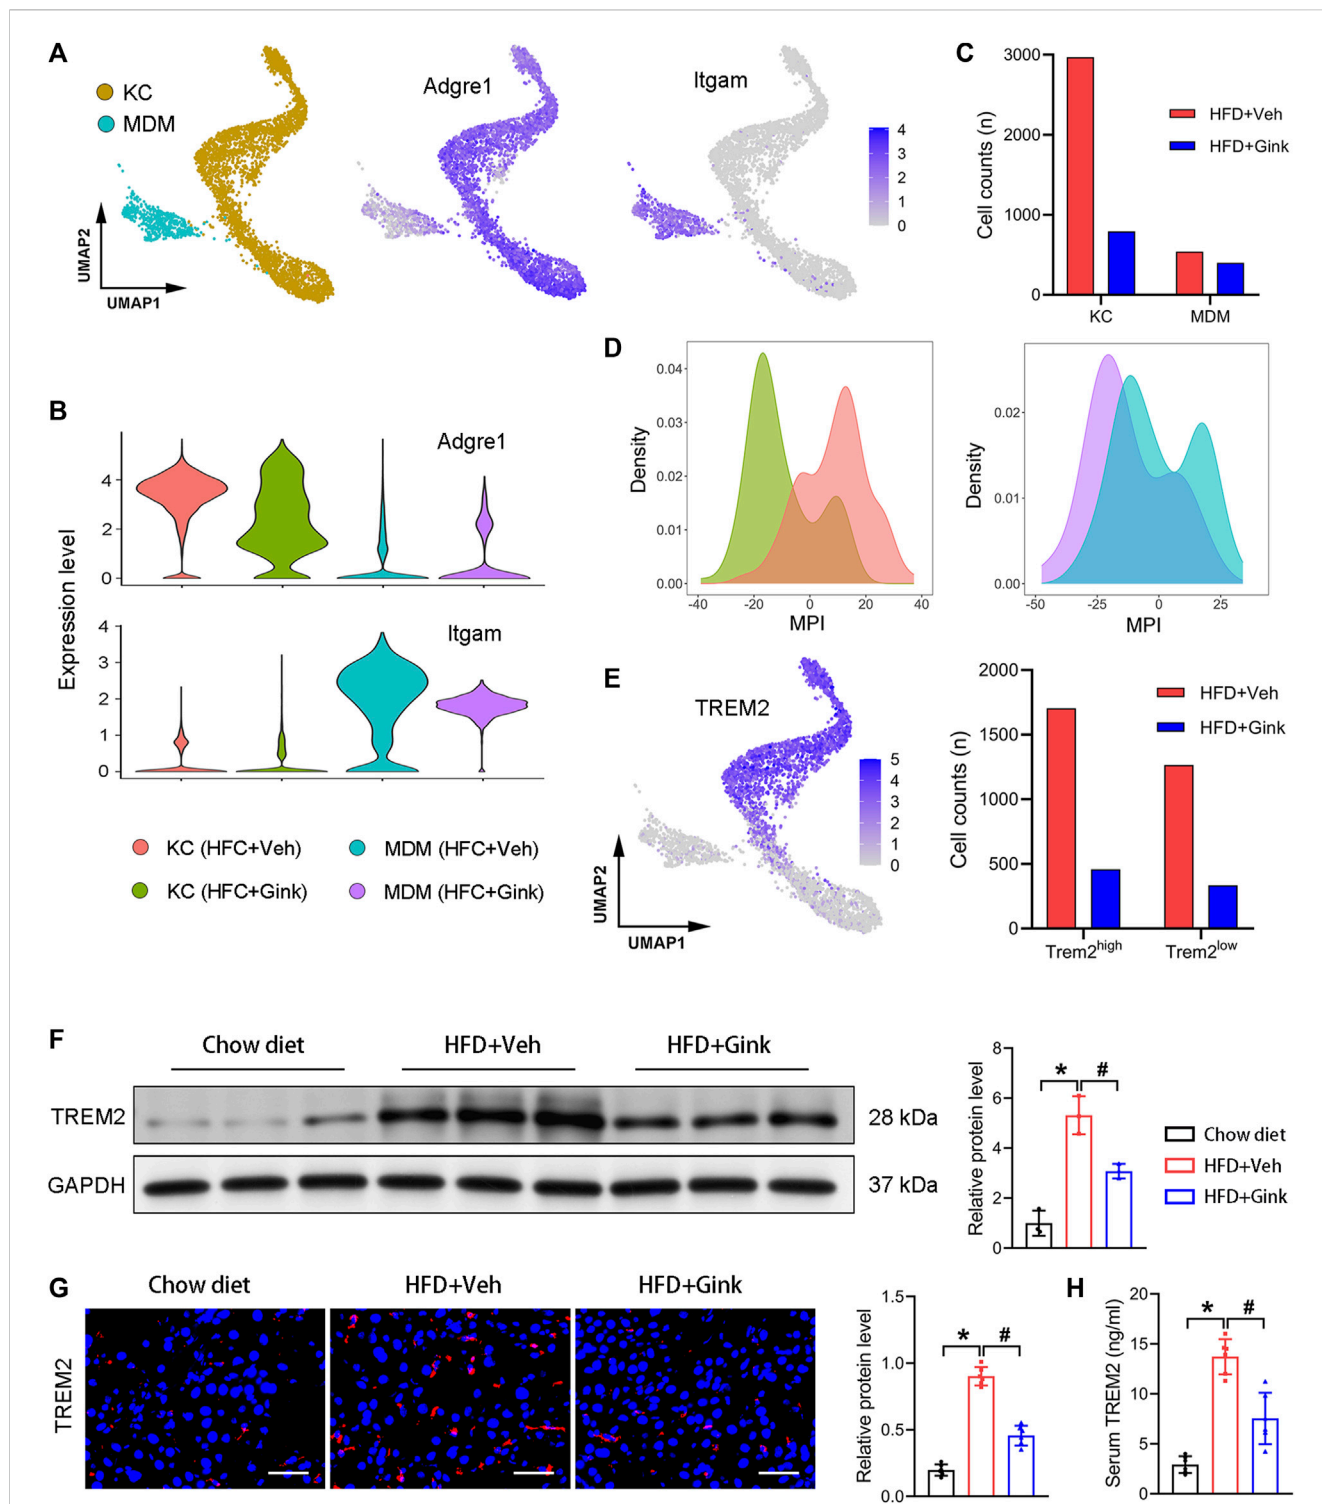 A
KC
MDM
Adgre1
Itgam
4
3
2
1
0
UMAP2
UMAP1
C
Cell counts (n)
3000
2000
1000
0
HFD+Veh
HFD+Gink
KC
MDM
B
Expression level
Adgre1
4
2
0
Itgam
4
3
2
1
0
KC (HFC+Veh)
MDM (HFC+Veh)
KC (HFC+Gink)
MDM (HFC+Gink)
D
Density
0.04
0.03
0.02
0.01
0.00
-40
-20
0
20
40
MPI
Density
0.02
0.01
0.00
-50
-25
0
25
MPI
E
TREM2
5
4
3
2
1
0
UMAP2
UMAP1
Cell counts (n)
2000
1500
1000
500
0
HFD+Veh
HFD+Gink
Trem2high
Trem2low
F
Chow diet
HFD+Veh
HFD+Gink
TREM2
28 kDa
GAPDH
37 kDa
Relative protein level
8
6
4
2
0
*
#
Chow diet
HFD+Veh
HFD+Gink
G
Chow diet
HFD+Veh
HFD+Gink
TREM2
Relative protein level
1.5
1.0
0.5
0.0
*
#
H
Serum TREM2 (ng/ml)
20
15
10
5
0
*
#